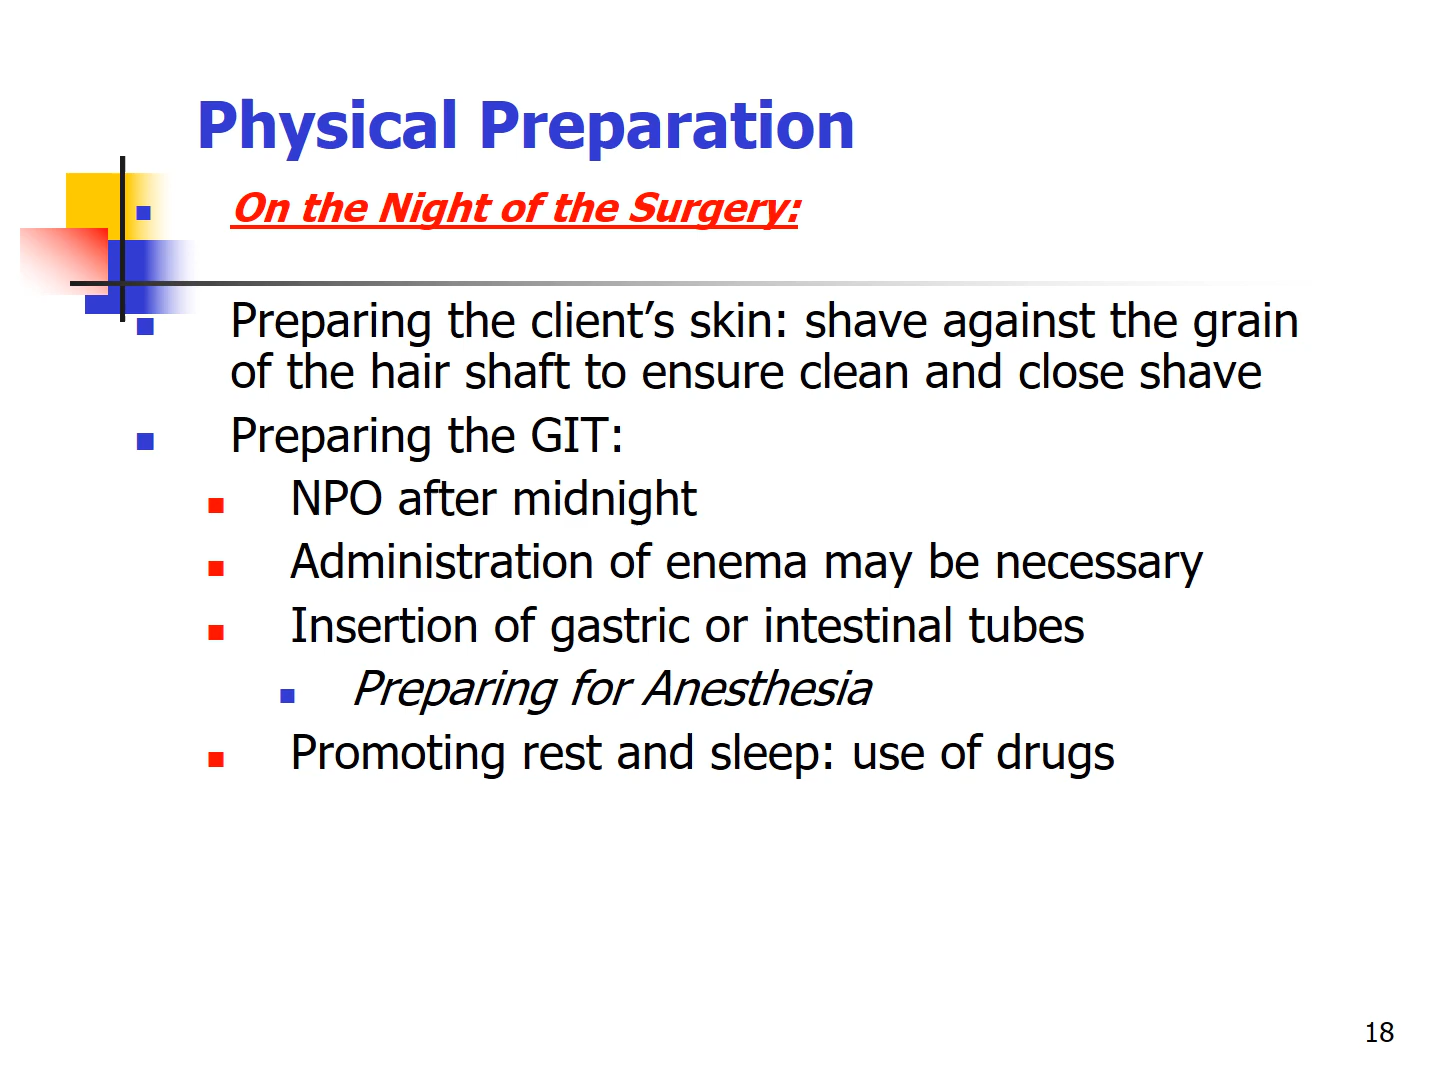 Physical Preparation
On the Night of the Surgery:
Preparing the client’s skin: shave against the grain
of the hair shaft to ensure clean and close shave
Preparing the GIT:
NPO after midnight
Administration of enema may be necessary
Insertion of gastric or intestinal tubes
Preparing for Anesthesia
Promoting rest and sleep: use of drugs
18